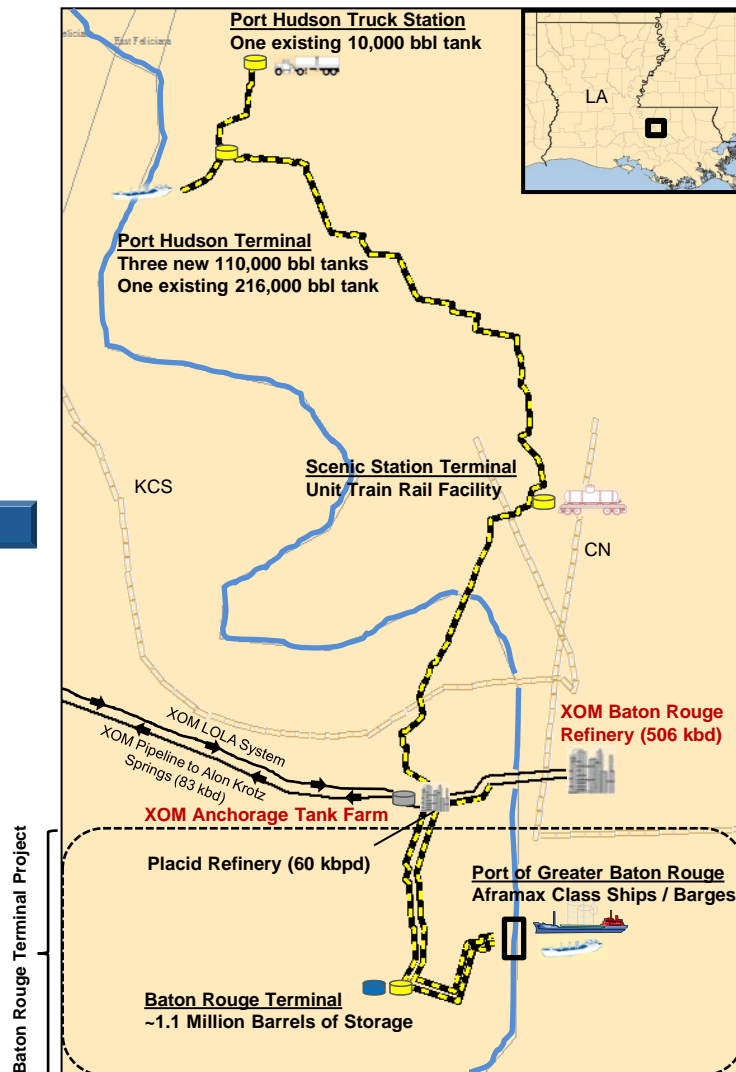 Port Hudson Truck Station
One existing 10,000 bbl tank
East Feliciana
LA
Port Hudson Terminal
Three new 110,000 bbl tanks
One existing 216,000 bbl tank
Scenic Station Terminal
Unit Train Rail Facility
KCS
CN
XOM Baton Rouge
Refinery (506 kbd)
XOM LOLA System
XOM Pipeline to Alon Krotz
Springs (83 kbd)
XOM Anchorage Tank Farm
Placid Refinery (60 kbpd)
Port of Greater Baton Rouge
Aframax Class Ships / Barges
Baton Rouge Terminal
~1.1 Million Barrels of Storage
Baton Rouge Terminal Project